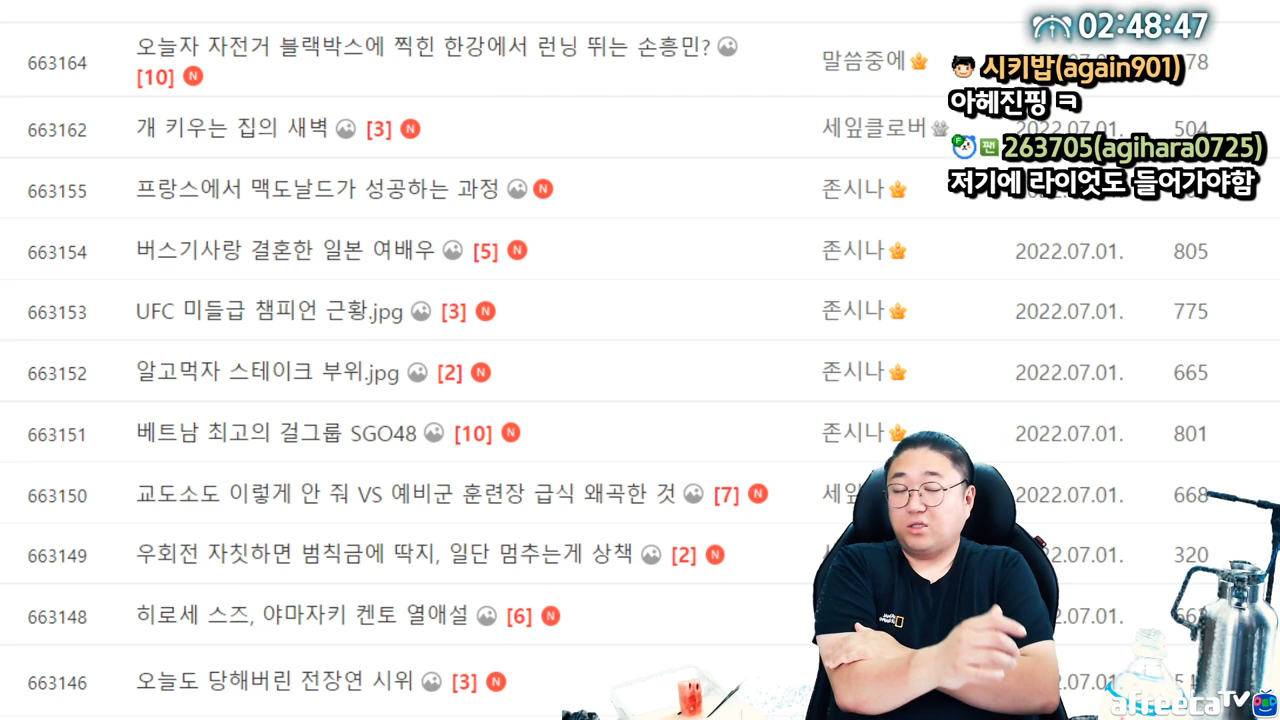 02:48:47
663164 오늘자 자전거 블랙박스에 찍힌 한강에서 런닝 뛰는 손흥민? 말씀중에 78
[10] N
시키밥(again901)
아헤진핑 ㅋ
663162 개 키우는 집의 새벽 [3] N 세잎클로버 2022.07.01. 504
F 팬 263705(agihara0725)
저기에 라이엇도 들어가야함
663155 프랑스에서 맥도날드가 성공하는 과정 N 존시나
663154 버스기사랑 결혼한 일본 여배우 [5] N 존시나 2022.07.01. 805
663153 UFC 미들급 챔피언 근황.jpg [3] N 존시나 2022.07.01. 775
663152 알고먹자 스테이크 부위.jpg [2] N 존시나 2022.07.01. 665
663151 베트남 최고의 걸그룹 SGO48 [10] N 존시나 2022.07.01. 801
663150 교도소도 이렇게 안 줘 VS 예비군 훈련장 급식 왜곡한 것 [7] N 세잎 2.07.01. 668
663149 우회전 자칫하면 범칙금에 딱지, 일단 멈추는게 상책 [2] N 2.07.01. 320
663148 히로세 스즈, 야마자키 켄토 열애설 [6] N .07.01.
663146 오늘도 당해버린 전장연 시위 [3] N .07.01.
afreecaTV